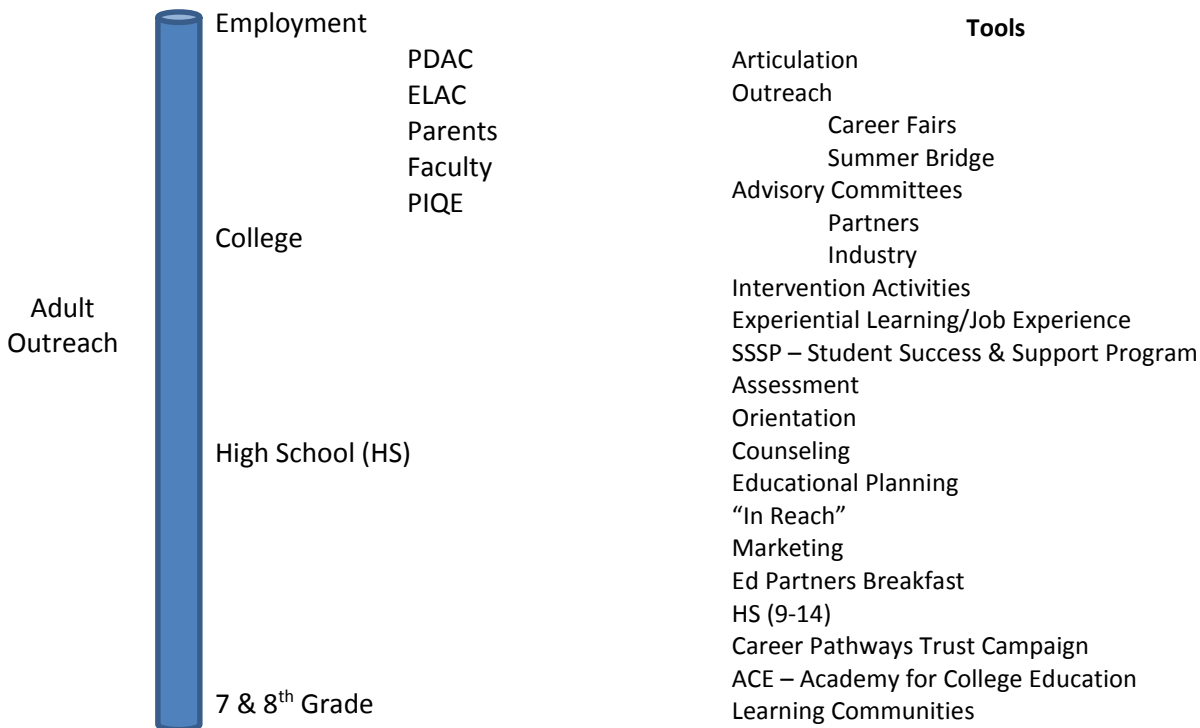 Adult
Outreach
Employment
PDAC
ELAC
Parents
Faculty
PIQE
College
High School (HS)
7 & 8th Grade
Tools
Articulation
Outreach
Career Fairs
Summer Bridge
Advisory Committees
Partners
Industry
Intervention Activities
Experiential Learning/Job Experience
SSSP – Student Success & Support Program
Assessment
Orientation
Counseling
Educational Planning
“In Reach”
Marketing
Ed Partners Breakfast
HS (9-14)
Career Pathways Trust Campaign
ACE – Academy for College Education
Learning Communities